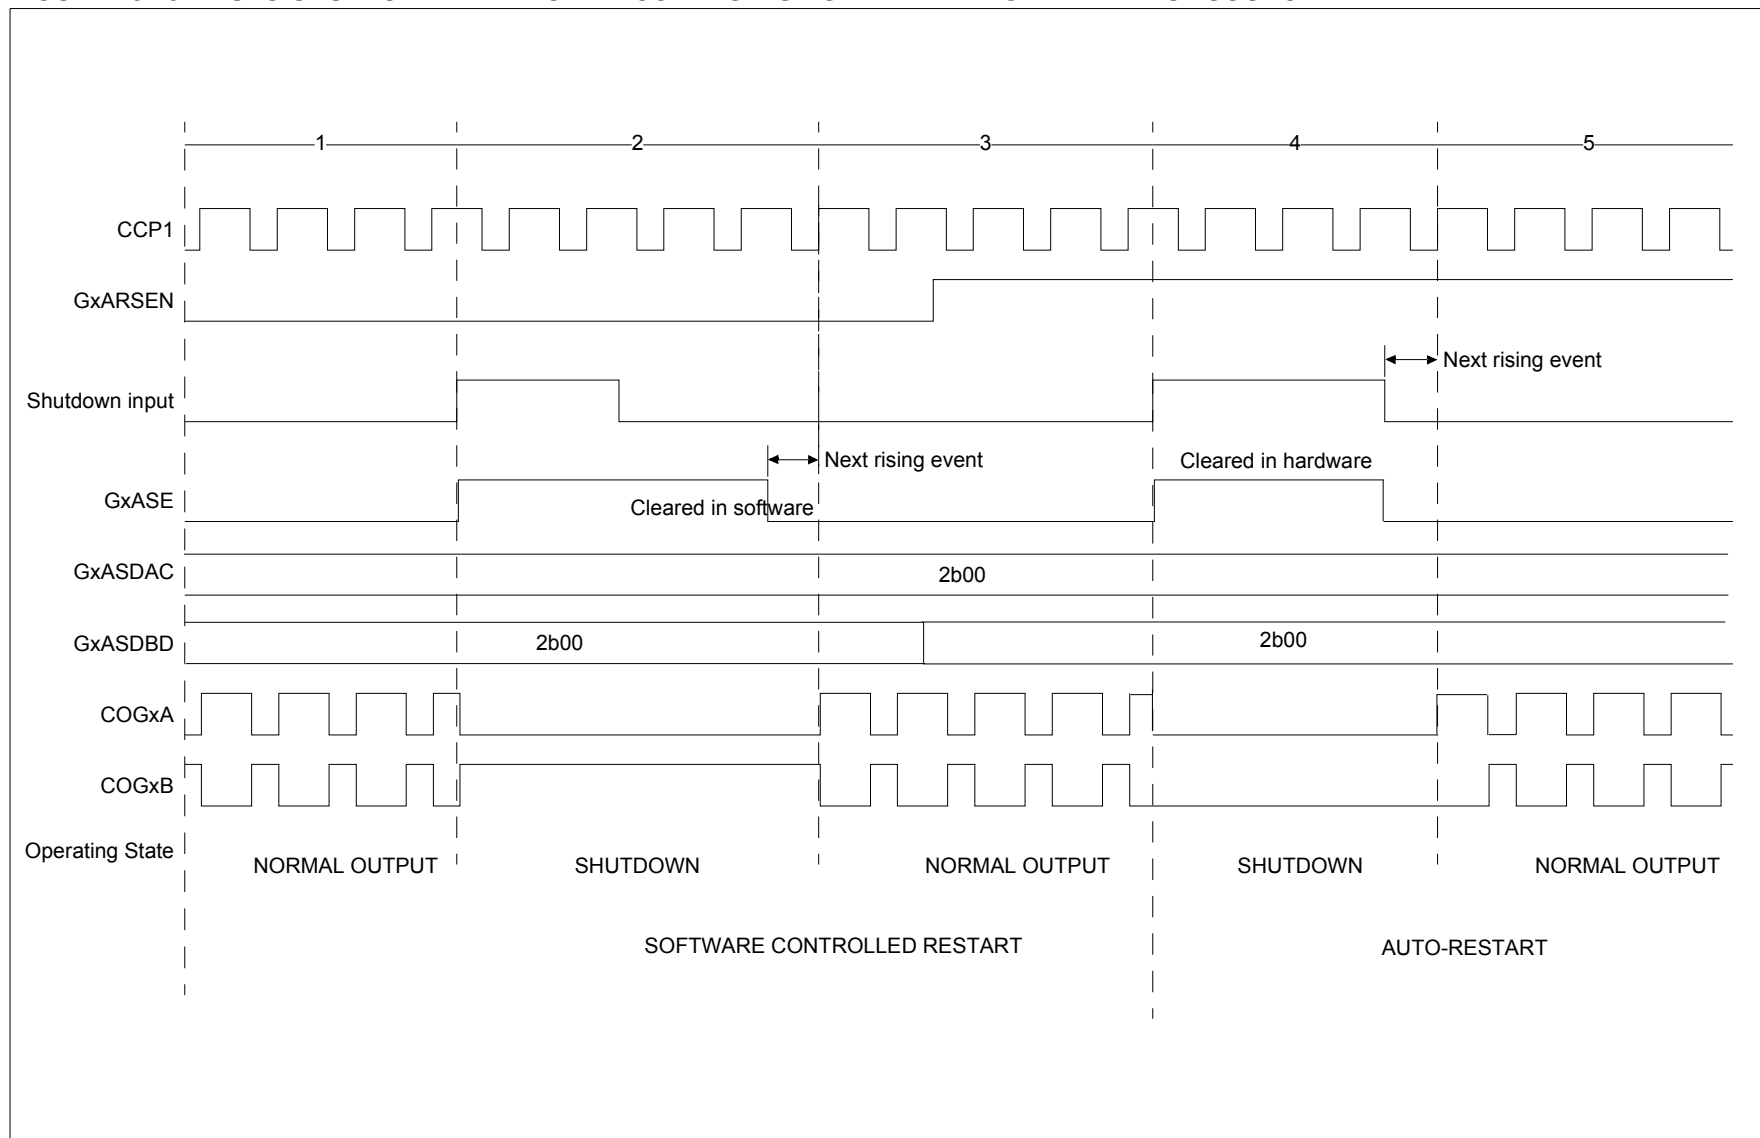 1 2 3 4 5
CCP1
GxARSEN
Next rising event
Shutdown input
Next rising event
Cleared in hardware
GxASE
Cleared in software
GxASDAC
2b00
GxASDBD
2b00
2b00
COGxA
COGxB
Operating State
NORMAL OUTPUT SHUTDOWN NORMAL OUTPUT SHUTDOWN NORMAL OUTPUT
SOFTWARE CONTROLLED RESTART
AUTO-RESTART